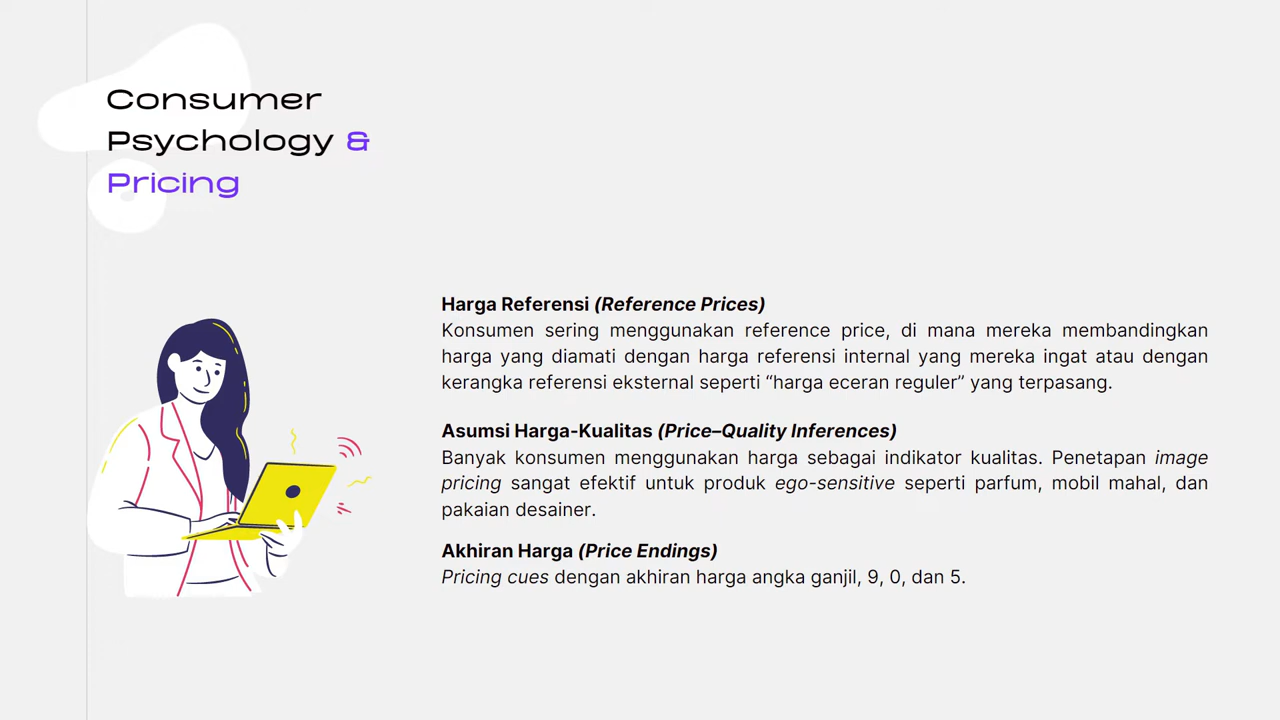 Consumer
Psychology &
Pricing
Harga Referensi (Reference Prices)
Konsumen sering menggunakan reference price, di mana mereka membandingkan
harga yang diamati dengan harga referensi internal yang mereka ingat atau dengan
kerangka referensi eksternal seperti “harga eceran reguler” yang terpasang.
Asumsi Harga-Kualitas (Price–Quality Inferences)
Banyak konsumen menggunakan harga sebagai indikator kualitas. Penetapan image
pricing sangat efektif untuk produk ego-sensitive seperti parfum, mobil mahal, dan
pakaian desainer.
Akhiran Harga (Price Endings)
Pricing cues dengan akhiran harga angka ganjil, 9, 0, dan 5.